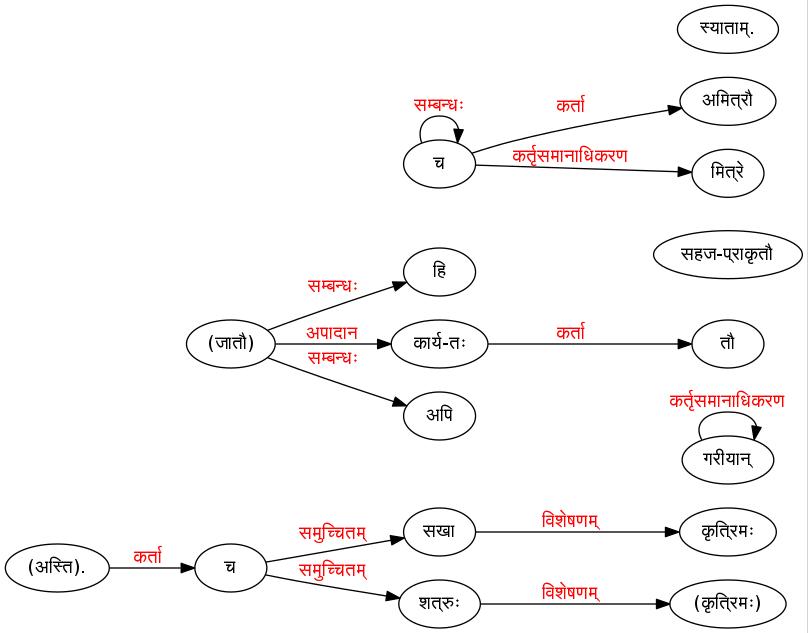 स्याताम्.
सम्बन्धः
कर्ता
अमित्रौ
च
कर्तृसमानाधिकरण
मित्रे
सहज-प्राकृतौ
हि
सम्बन्धः
(जातौ)
अपादान
कार्य-तः
कर्ता
तौ
सम्बन्धः
अपि
कर्तृसमानाधिकरण
गरीयान्
समुच्चितम्
सखा
विशेषणम्
कृत्रिमः
(अस्ति).
कर्ता
च
समुच्चितम्
शत्रुः
विशेषणम्
(कृत्रिमः)